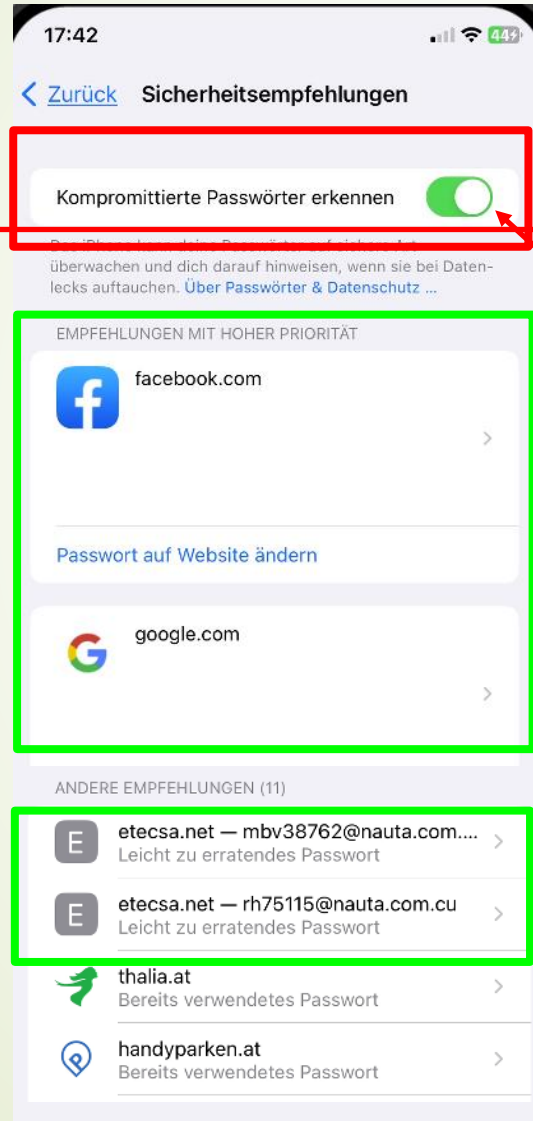 17:42
44
Zurück Sicherheitsempfehlungen
Kompromittierte Passwörter erkennen
überwachen und dich darauf hinweisen, wenn sie bei Daten-
lecks auftauchen. Über Passwörter & Datenschutz ...
EMPFEHLUNGEN MIT HOHER PRIORITÄT
facebook.com
Passwort auf Website ändern
google.com
ANDERE EMPFEHLUNGEN (11)
E
etecsa.net — mbv38762@nauta.com....
Leicht zu erratendes Passwort
E
etecsa.net — rh75115@nauta.com.cu
Leicht zu erratendes Passwort
thalia.at
Bereits verwendetes Passwort
handyparken.at
Bereits verwendetes Passwort